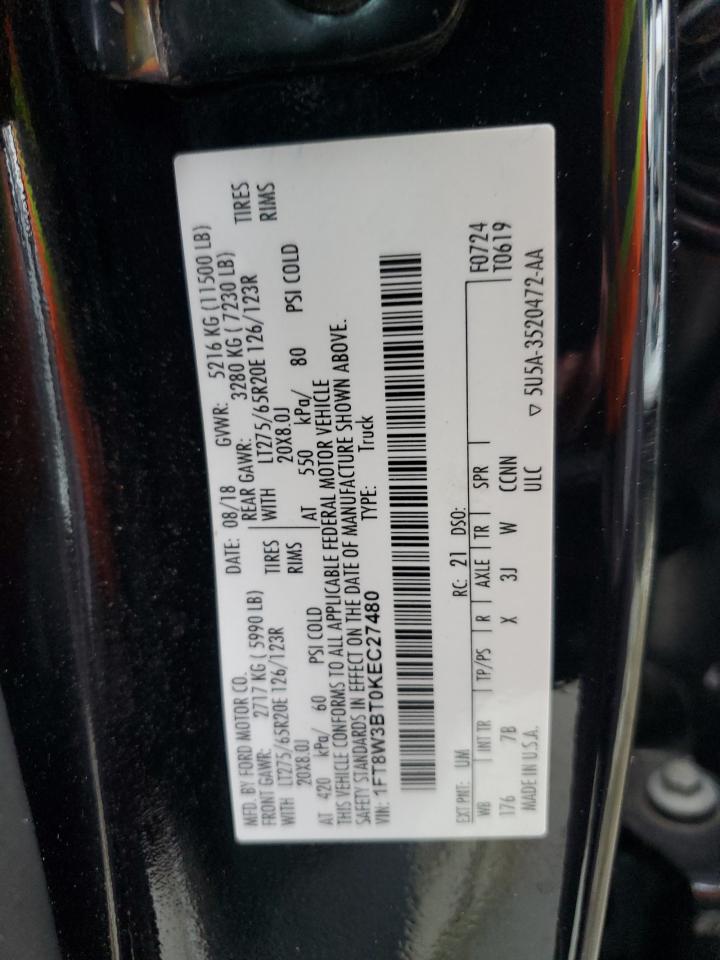 MFD. BY FORD MOTOR CO.
DATE: 08/18 GVWR: 5216 KG (11500 LB)
FRONT GAWR: 2717 KG ( 5990 LB) REAR GAWR: 3280 KG ( 7230 LB)
WITH LT275/65R20E 126/123R TIRES WITH LT275/65R20E 126/123R TIRES
20X8.0J RIMS 20X8.0J RIMS
AT 420 kPa/ 60 PSI COLD AT 550 kPa/ 80 PSI COLD
THIS VEHICLE CONFORMS TO ALL APPLICABLE FEDERAL MOTOR VEHICLE
SAFETY STANDARDS IN EFFECT ON THE DATE OF MANUFACTURE SHOWN ABOVE.
VIN: 1FT8W3BT0KEC27480 TYPE: Truck
EXT PNT: UM RC: 21 DSO:
WB INT TR TP/PS R AXLE TR SPR F0724
176 7B X 3J W CCNN T0619
MADE IN U.S.A. ULC ▽ 5U5A-3520472-AA